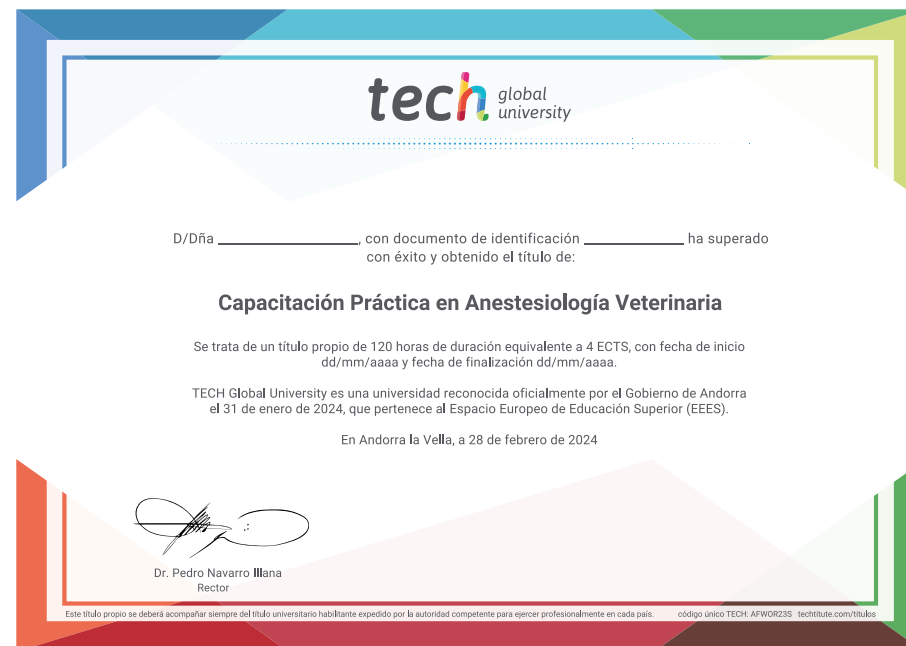 tech global university
D/Dña ______________, con documento de identificación __________ ha superado
con éxito y obtenido el título de:
Capacitación Práctica en Anestesiología Veterinaria
Se trata de un título propio de 120 horas de duración equivalente a 4 ECTS, con fecha de inicio
dd/mm/aaaa y fecha de finalización dd/mm/aaaa.
TECH Global University es una universidad reconocida oficialmente por el Gobierno de Andorra
el 31 de enero de 2024, que pertenece al Espacio Europeo de Educación Superior (EEES).
En Andorra la Vella, a 28 de febrero de 2024
Dr. Pedro Navarro Illana
Rector
Este título propio se deberá acompañar siempre del título universitario habilitante expedido por la autoridad competente para ejercer profesionalmente en cada país. código único TECH: AFWOR23S techtitute.com/titulos